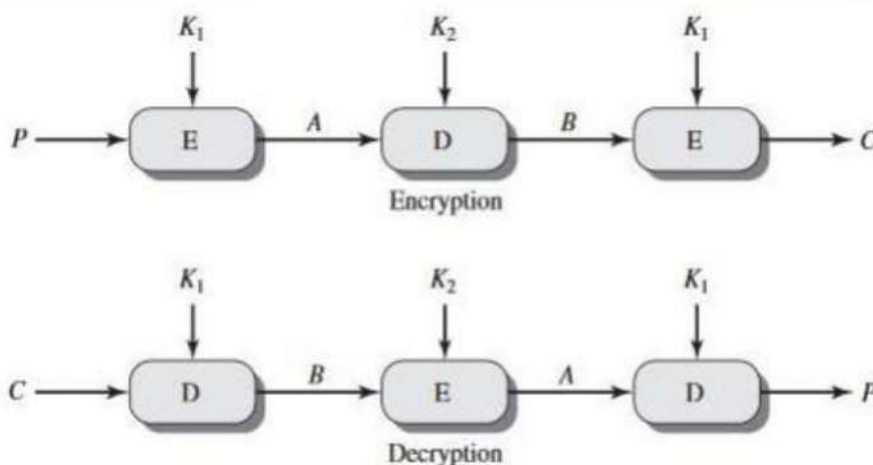 K₁ K₂ K₁
P E A D B E C
Encryption
K₁ K₂ K₁
C D B E A D P
Decryption